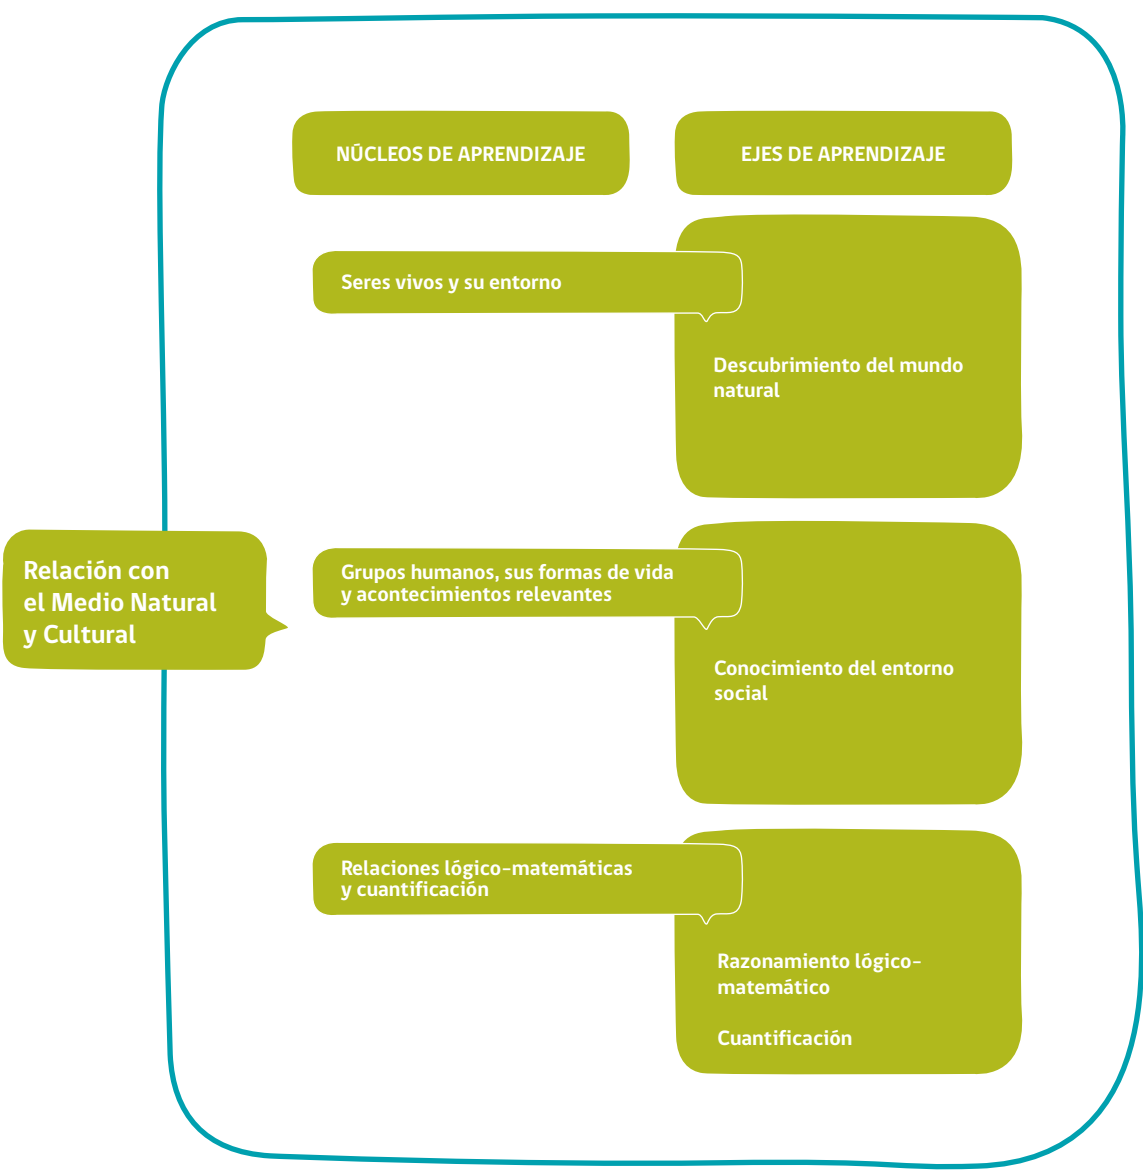 NÚCLEOS DE APRENDIZAJE
EJES DE APRENDIZAJE
Seres vivos y su entorno
Descubrimiento del mundo
natural
Relación con
el Medio Natural
y Cultural
Grupos humanos, sus formas de vida
y acontecimientos relevantes
Conocimiento del entorno
social
Relaciones lógico-matemáticas
y cuantificación
Razonamiento lógico-
matemático
Cuantificación